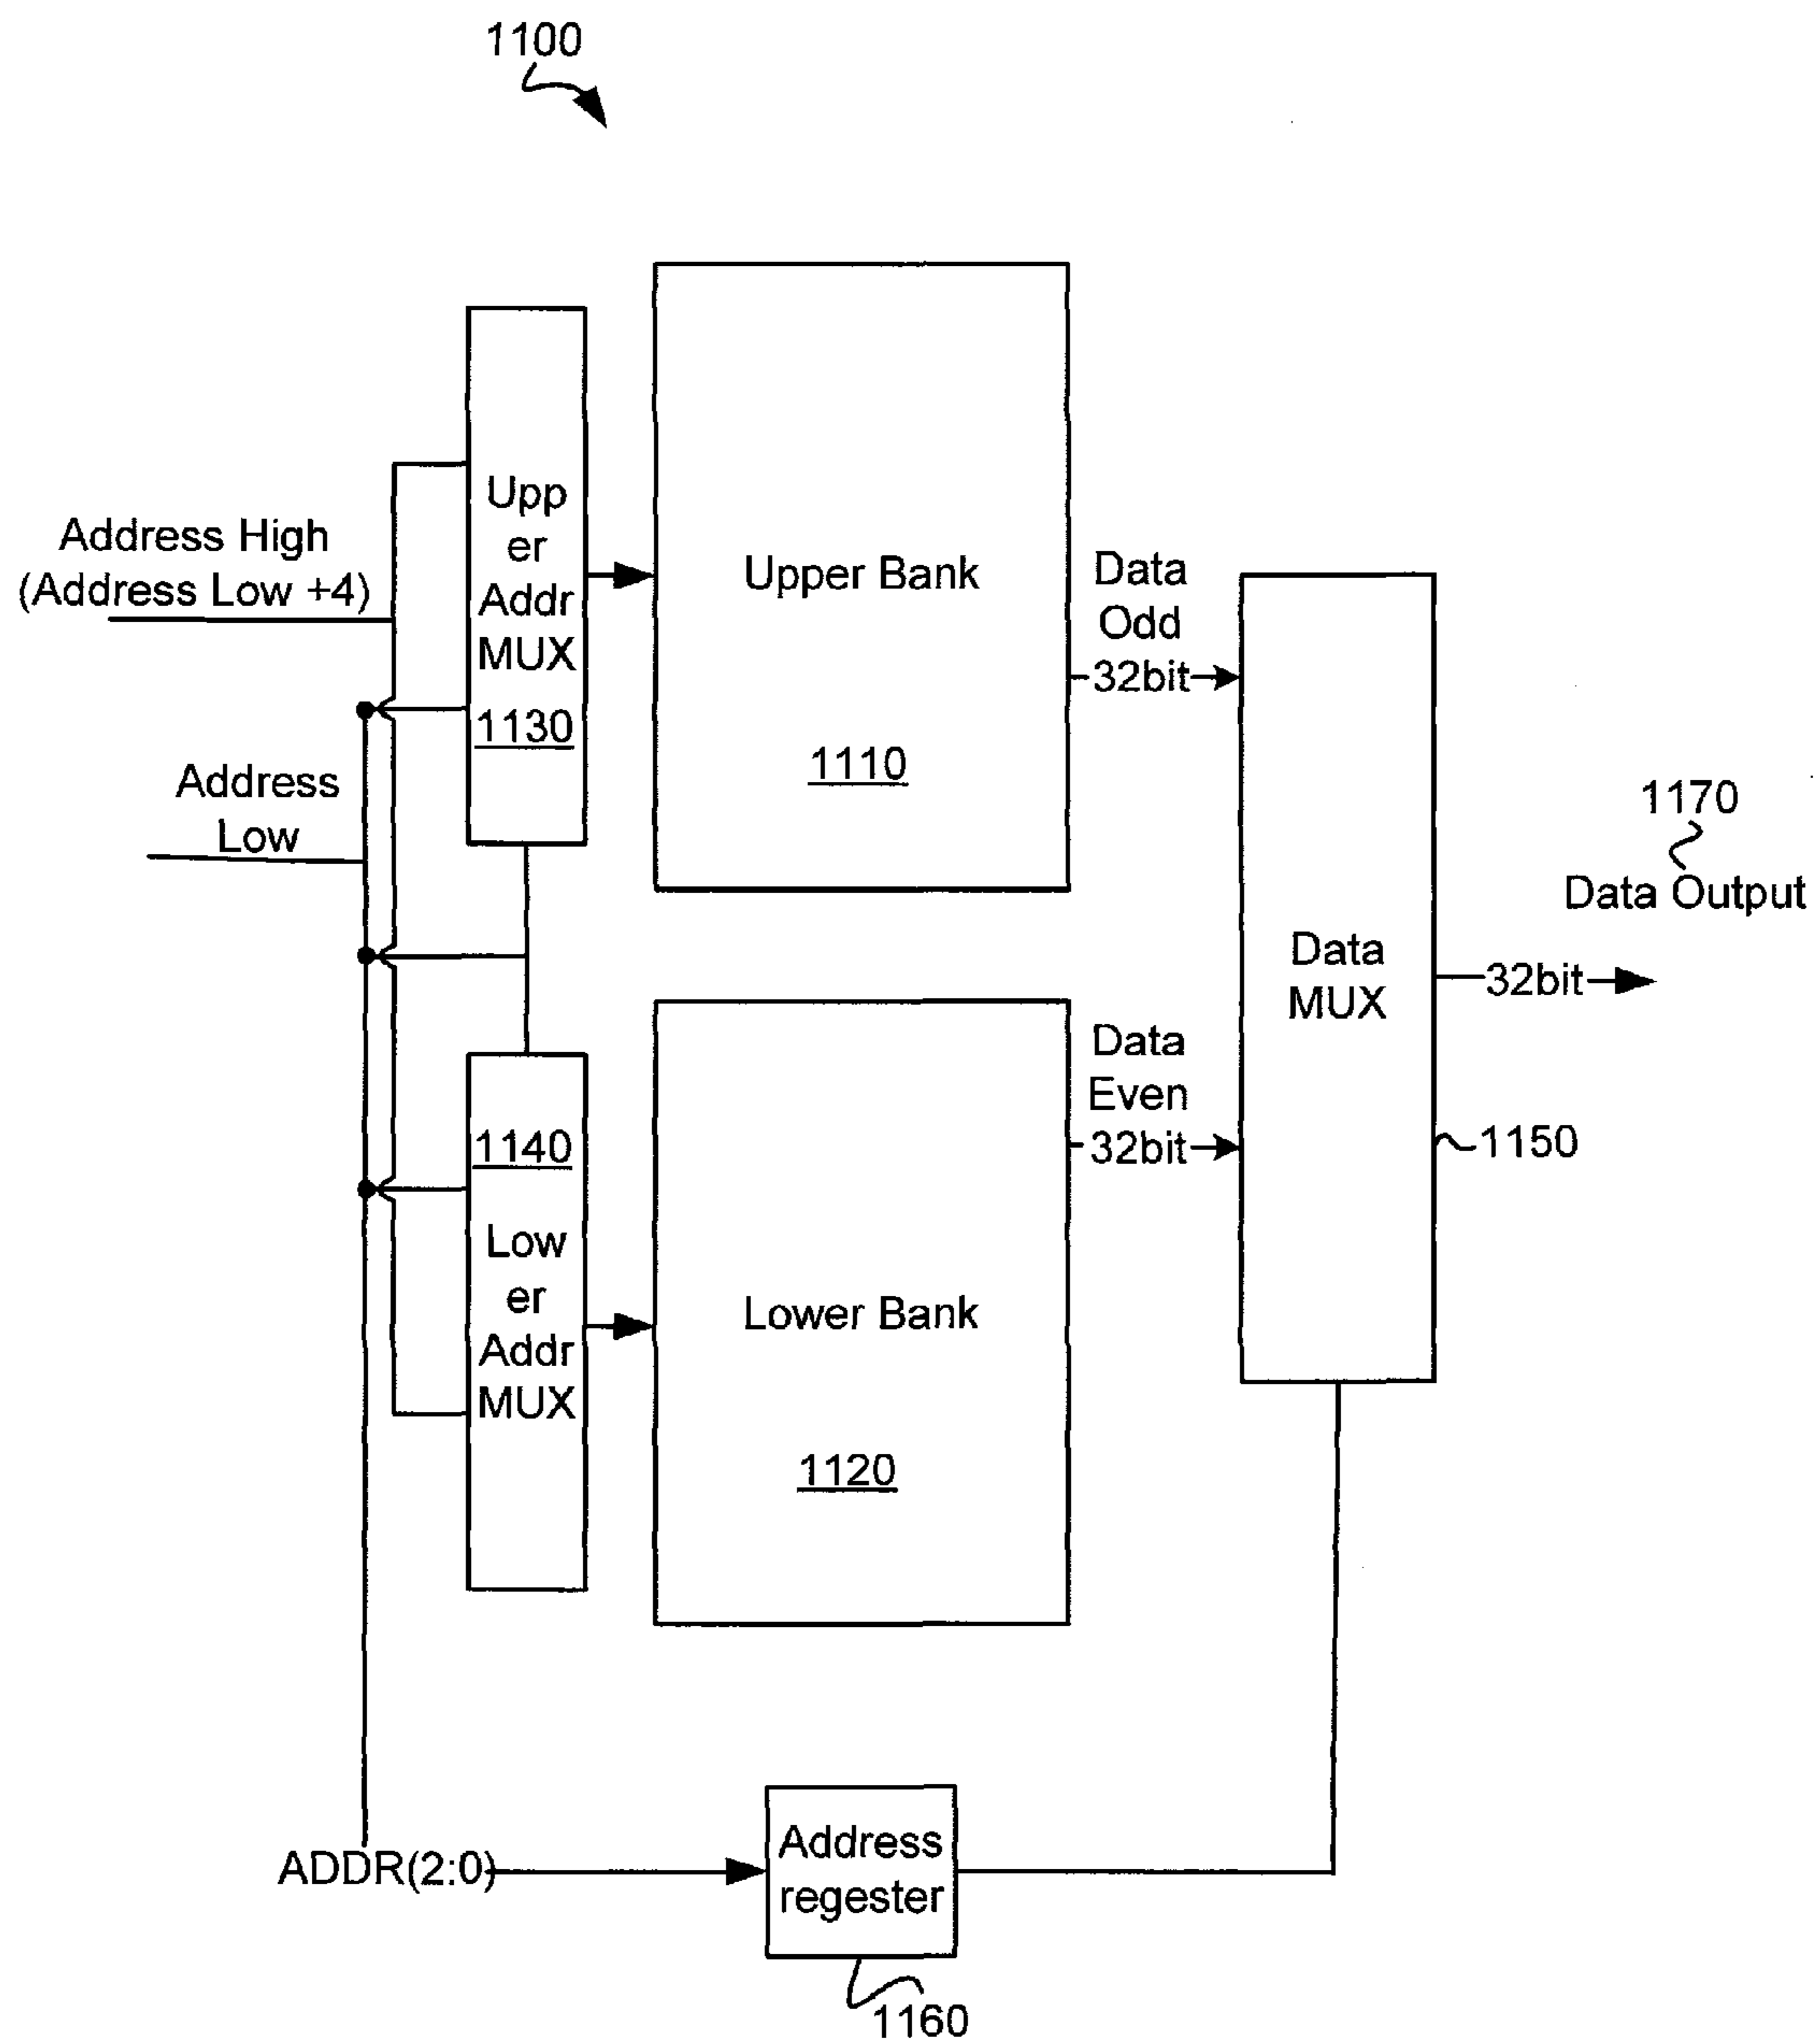 1100
Address High
(Address Low +4)
Address
Low
Upp
er
Addr
MUX
1130
Upper Bank
1110
Data
Odd
32bit
1170
Data Output
Data
MUX
32bit
1140
Low
er
Addr
MUX
Lower Bank
1120
Data
Even
32bit
1150
ADDR(2:0)
Address
regester
1160